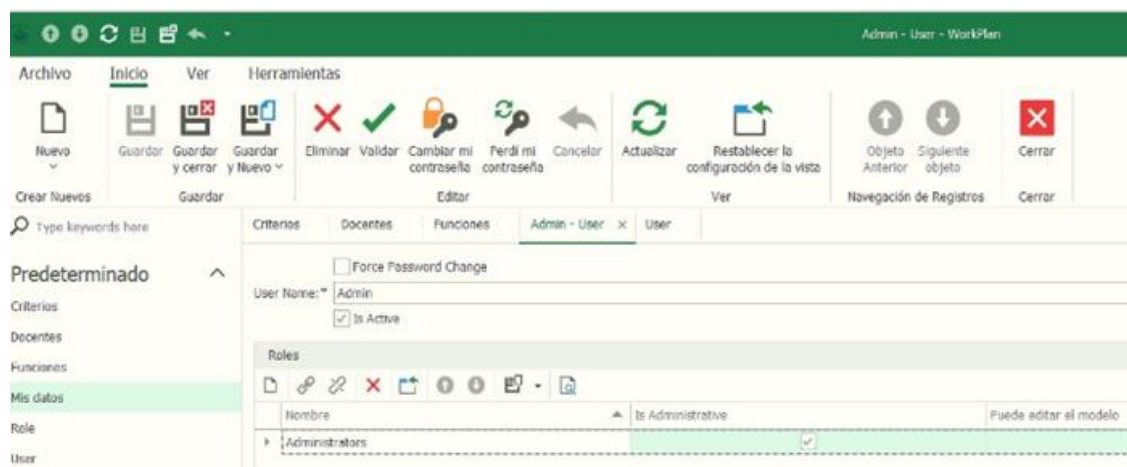 Admin - User - WorkPlan
Archivo Inicio Ver Herramientas
Nuevo
Guardar
Guardar y cerrar
Guardar y Nuevo
Eliminar
Validar
Cambiar mi contraseña
Perdí mi contraseña
Cancelar
Actualizar
Restablecer la configuración de la vista
Objeto Anterior
Siguiente objeto
Cerrar
Crear Nuevos Guardar Editar Ver Navegación de Registros Cerrar
Type keywords here
Criterios Docentes Funciones Admin - User User
Predeterminado
Criterios
Docentes
Funciones
Mis datos
Role
User
Force Password Change
User Name:* Admin
Is Active
Roles
Nombre Is Administrative Puede editar el modelo
Administrators